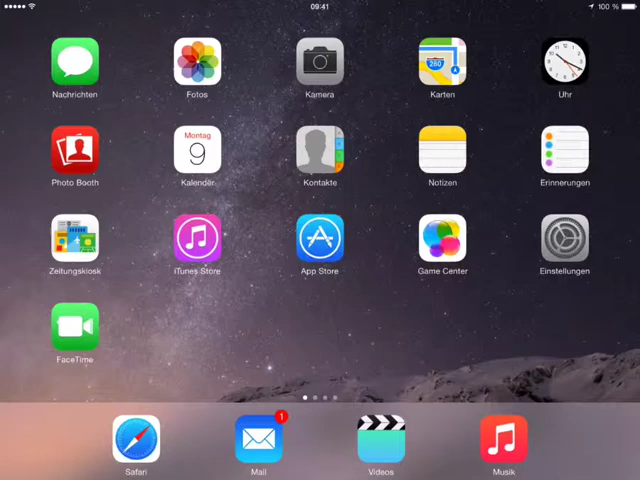 09:41
100 %
Nachrichten
Fotos
Kamera
280
Karten
Uhr
Photo Booth
Montag
9
Kalender
Kontakte
Notizen
Erinnerungen
Zeitungskiosk
iTunes Store
App Store
Game Center
Einstellungen
FaceTime
1
Safari
Mail
Videos
Musik